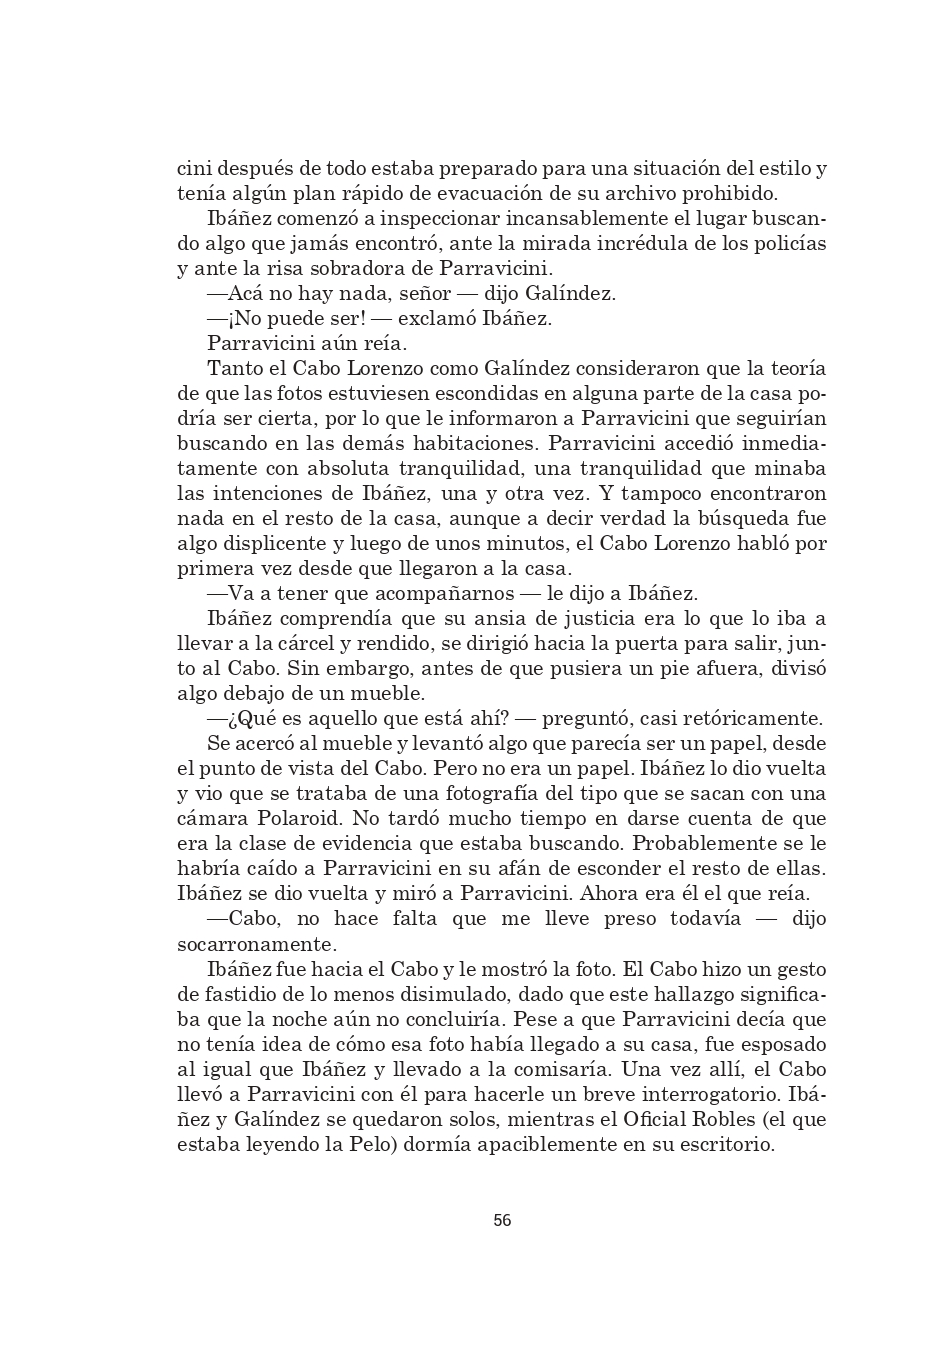 cini después de todo estaba preparado para una situación del estilo y
tenía algún plan rápido de evacuación de su archivo prohibido.
Ibáñez comenzó a inspeccionar incansablemente el lugar buscan-
do algo que jamás encontró, ante la mirada incrédula de los policías
y ante la risa sobradora de Parravicini.
—Acá no hay nada, señor — dijo Galíndez.
—¡No puede ser! — exclamó Ibáñez.
Parravicini aún reía.
Tanto el Cabo Lorenzo como Galíndez consideraron que la teoría
de que las fotos estuviesen escondidas en alguna parte de la casa po-
dría ser cierta, por lo que le informaron a Parravicini que seguirían
buscando en las demás habitaciones. Parravicini accedió inmedia-
tamente con absoluta tranquilidad, una tranquilidad que minaba
las intenciones de Ibáñez, una y otra vez. Y tampoco encontraron
nada en el resto de la casa, aunque a decir verdad la búsqueda fue
algo displicente y luego de unos minutos, el Cabo Lorenzo habló por
primera vez desde que llegaron a la casa.
—Va a tener que acompañarnos — le dijo a Ibáñez.
Ibáñez comprendía que su ansia de justicia era lo que lo iba a
llevar a la cárcel y rendido, se dirigió hacia la puerta para salir, jun-
to al Cabo. Sin embargo, antes de que pusiera un pie afuera, divisó
algo debajo de un mueble.
—¿Qué es aquello que está ahí? — preguntó, casi retóricamente.
Se acercó al mueble y levantó algo que parecía ser un papel, desde
el punto de vista del Cabo. Pero no era un papel. Ibáñez lo dio vuelta
y vio que se trataba de una fotografía del tipo que se sacan con una
cámara Polaroid. No tardó mucho tiempo en darse cuenta de que
era la clase de evidencia que estaba buscando. Probablemente se le
habría caído a Parravicini en su afán de esconder el resto de ellas.
Ibáñez se dio vuelta y miró a Parravicini. Ahora era él el que reía.
—Cabo, no hace falta que me lleve preso todavía — dijo
socarronamente.
Ibáñez fue hacia el Cabo y le mostró la foto. El Cabo hizo un gesto
de fastidio de lo menos disimulado, dado que este hallazgo significa-
ba que la noche aún no concluiría. Pese a que Parravicini decía que
no tenía idea de cómo esa foto había llegado a su casa, fue esposado
al igual que Ibáñez y llevado a la comisaría. Una vez allí, el Cabo
llevó a Parravicini con él para hacerle un breve interrogatorio. Ibá-
ñez y Galíndez se quedaron solos, mientras el Oficial Robles (el que
estaba leyendo la Pelo) dormía apaciblemente en su escritorio.
56